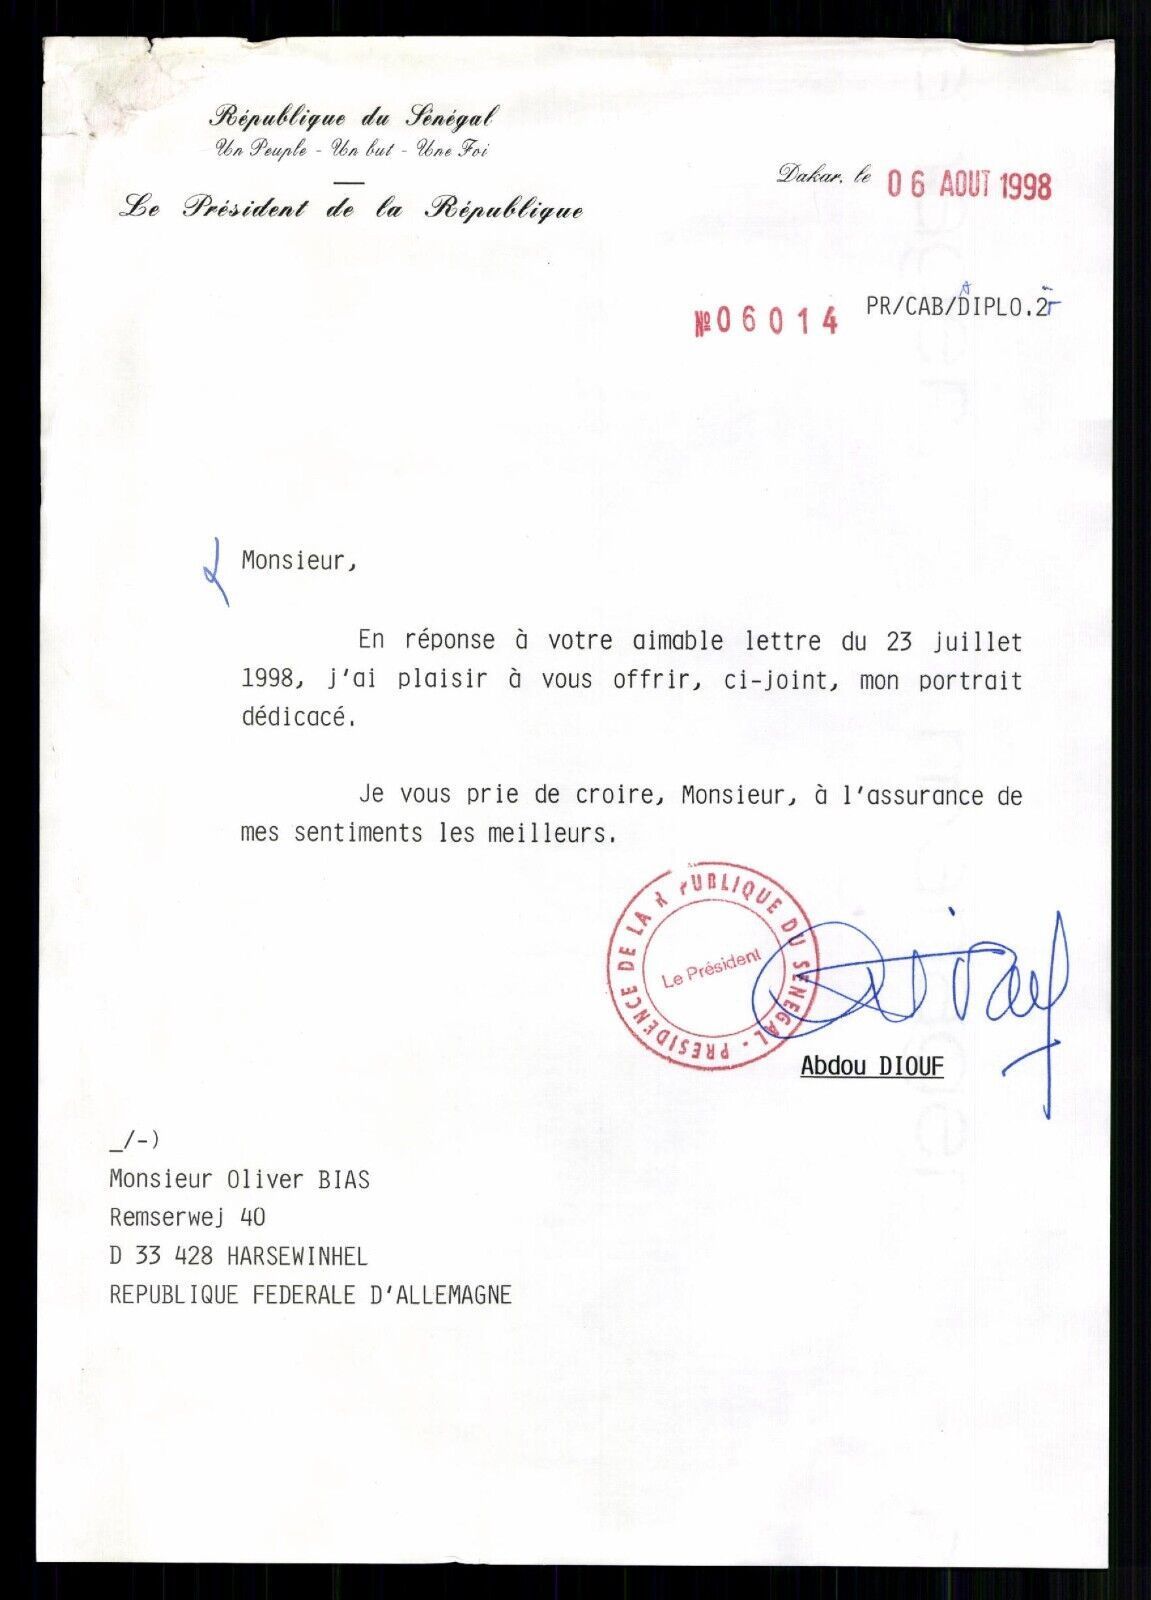 République du Sénégal
Un Peuple - Un but - Une Foi
Le Président de la République
Dakar, le 06 AOUT 1998
№ 06014 PR/CAB/DIPLO.2
Monsieur,
En réponse à votre aimable lettre du 23 juillet
1998, j'ai plaisir à vous offrir, ci-joint, mon portrait
dédicacé.
Je vous prie de croire, Monsieur, à l'assurance de
mes sentiments les meilleurs.
PRESIDENCE DE LA R PUBLIQUE DU SENEGAL -
Le Président
Abdou DIOUF
_/-)
Monsieur Oliver BIAS
Remserwej 40
D 33 428 HARSEWINHEL
REPUBLIQUE FEDERALE D'ALLEMAGNE